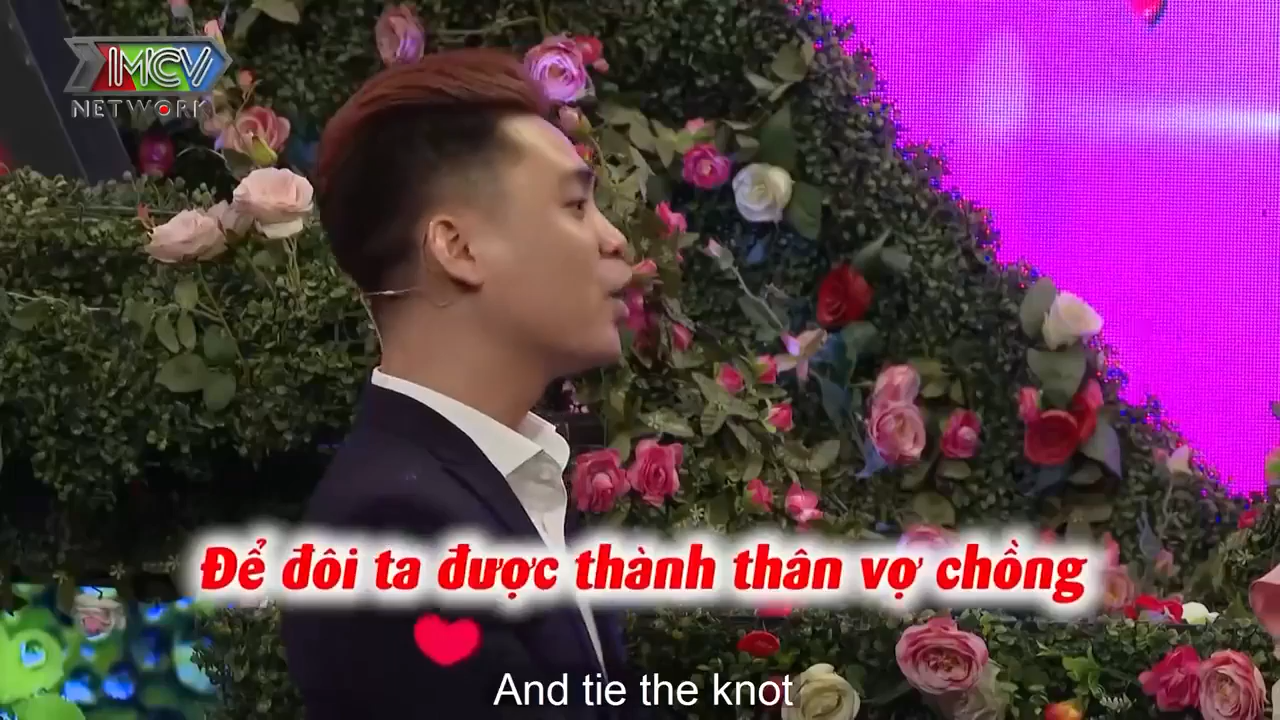 MCV
NETWORK
Để đôi ta được thành thân vợ chồng
And tie the knot